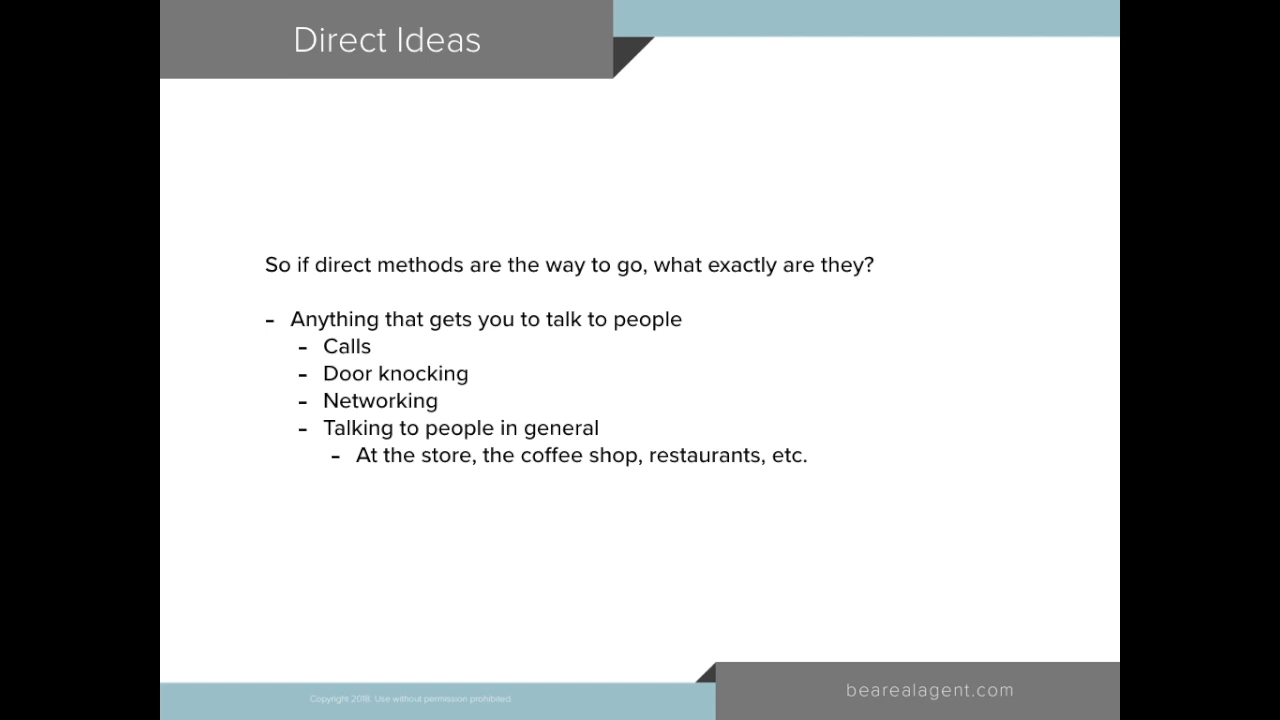 Direct Ideas
So if direct methods are the way to go, what exactly are they?
- Anything that gets you to talk to people
- Calls
- Door knocking
- Networking
- Talking to people in general
- At the store, the coffee shop, restaurants, etc.
Copyright 2018. Use without permission prohibited.
bearealagent.com